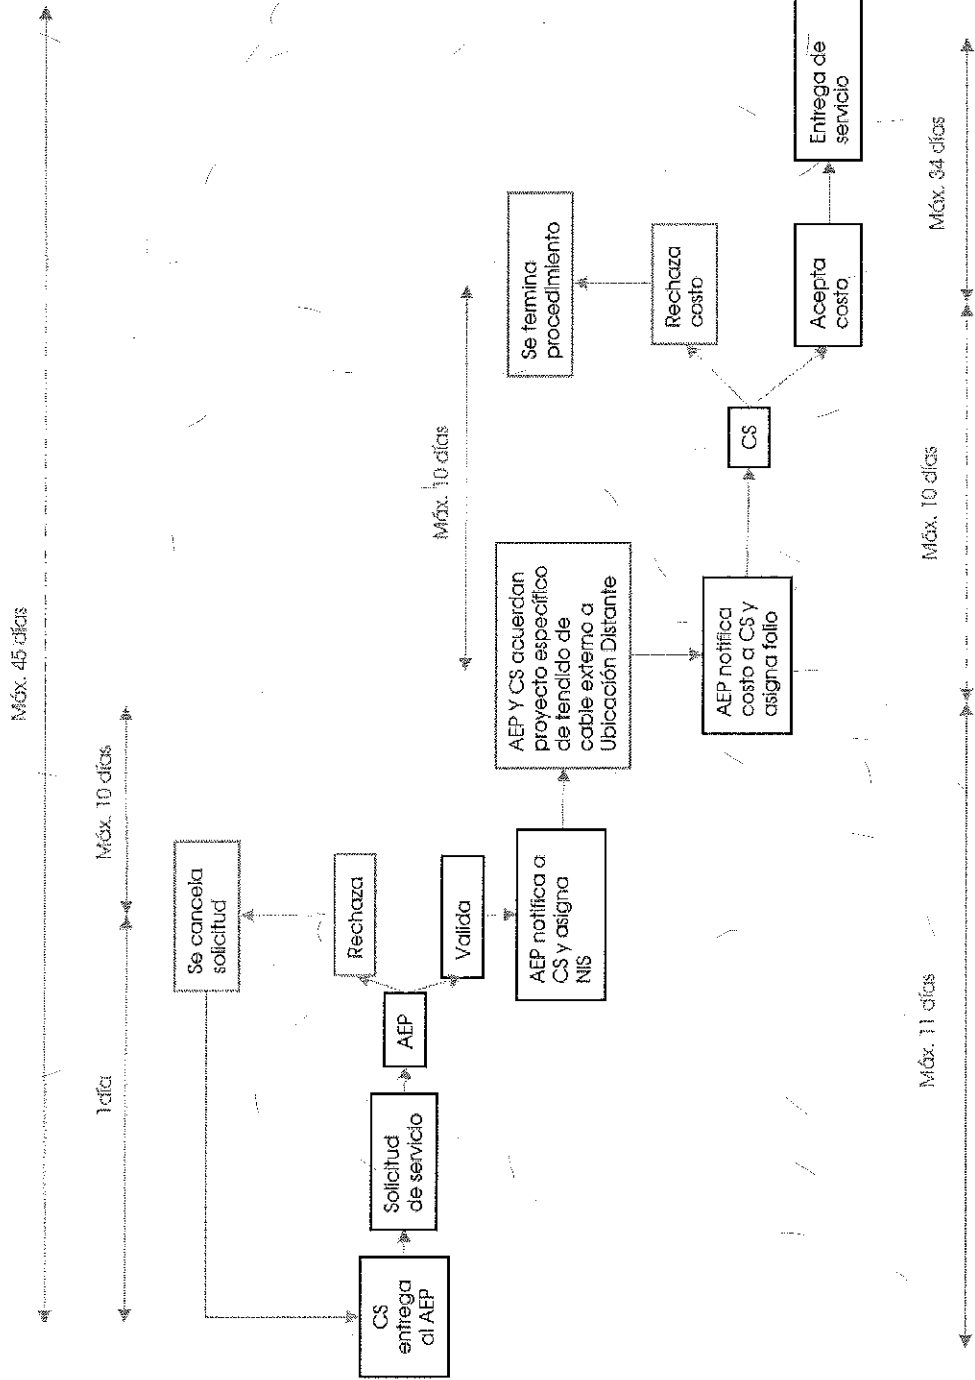 Máx. 45 días
1día
Máx. 10 días
Se cancela
solicitud
CS
entrega
al AEP
Solicitud
de servicio
AEP
Rechaza
Valida
AEP notifica a
CS y asigna
NIS
Máx. 10 días
AEP Y CS acuerdan
proyecto específico
de tendido de
cable externo a
Ubicación Distante
AEP notifica
costo a CS y
asigna folio
CS
Se termina
procedimiento
Rechaza
costo
Acepta
costo
Entrega de
servicio
Máx. 11 días
Máx. 10 días
Máx. 34 días